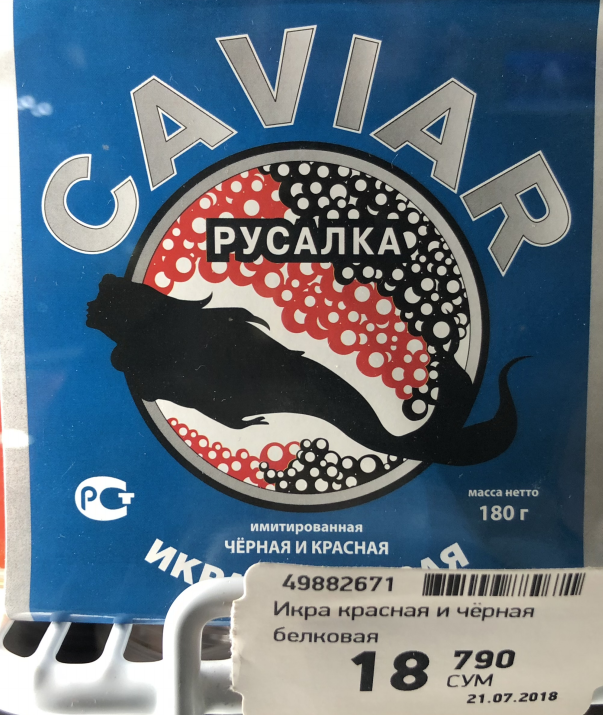 CAVIAR
РУСАЛКА
РСТ
масса нетто
180 г
имитированная
ЧЁРНАЯ И КРАСНАЯ
49882671
Икра красная и чёрная
белковая
18 790
СУМ
21.07.2018